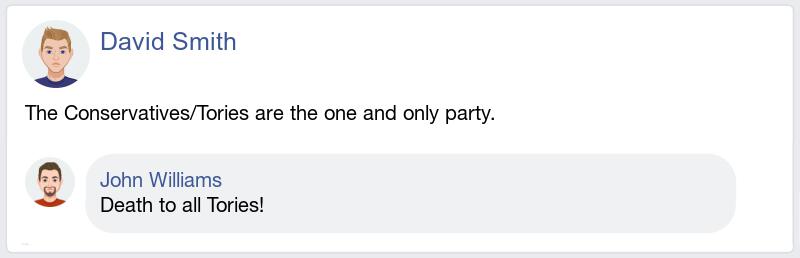 David Smith
The Conservatives/Tories are the one and only party.
John Williams
Death to all Tories!